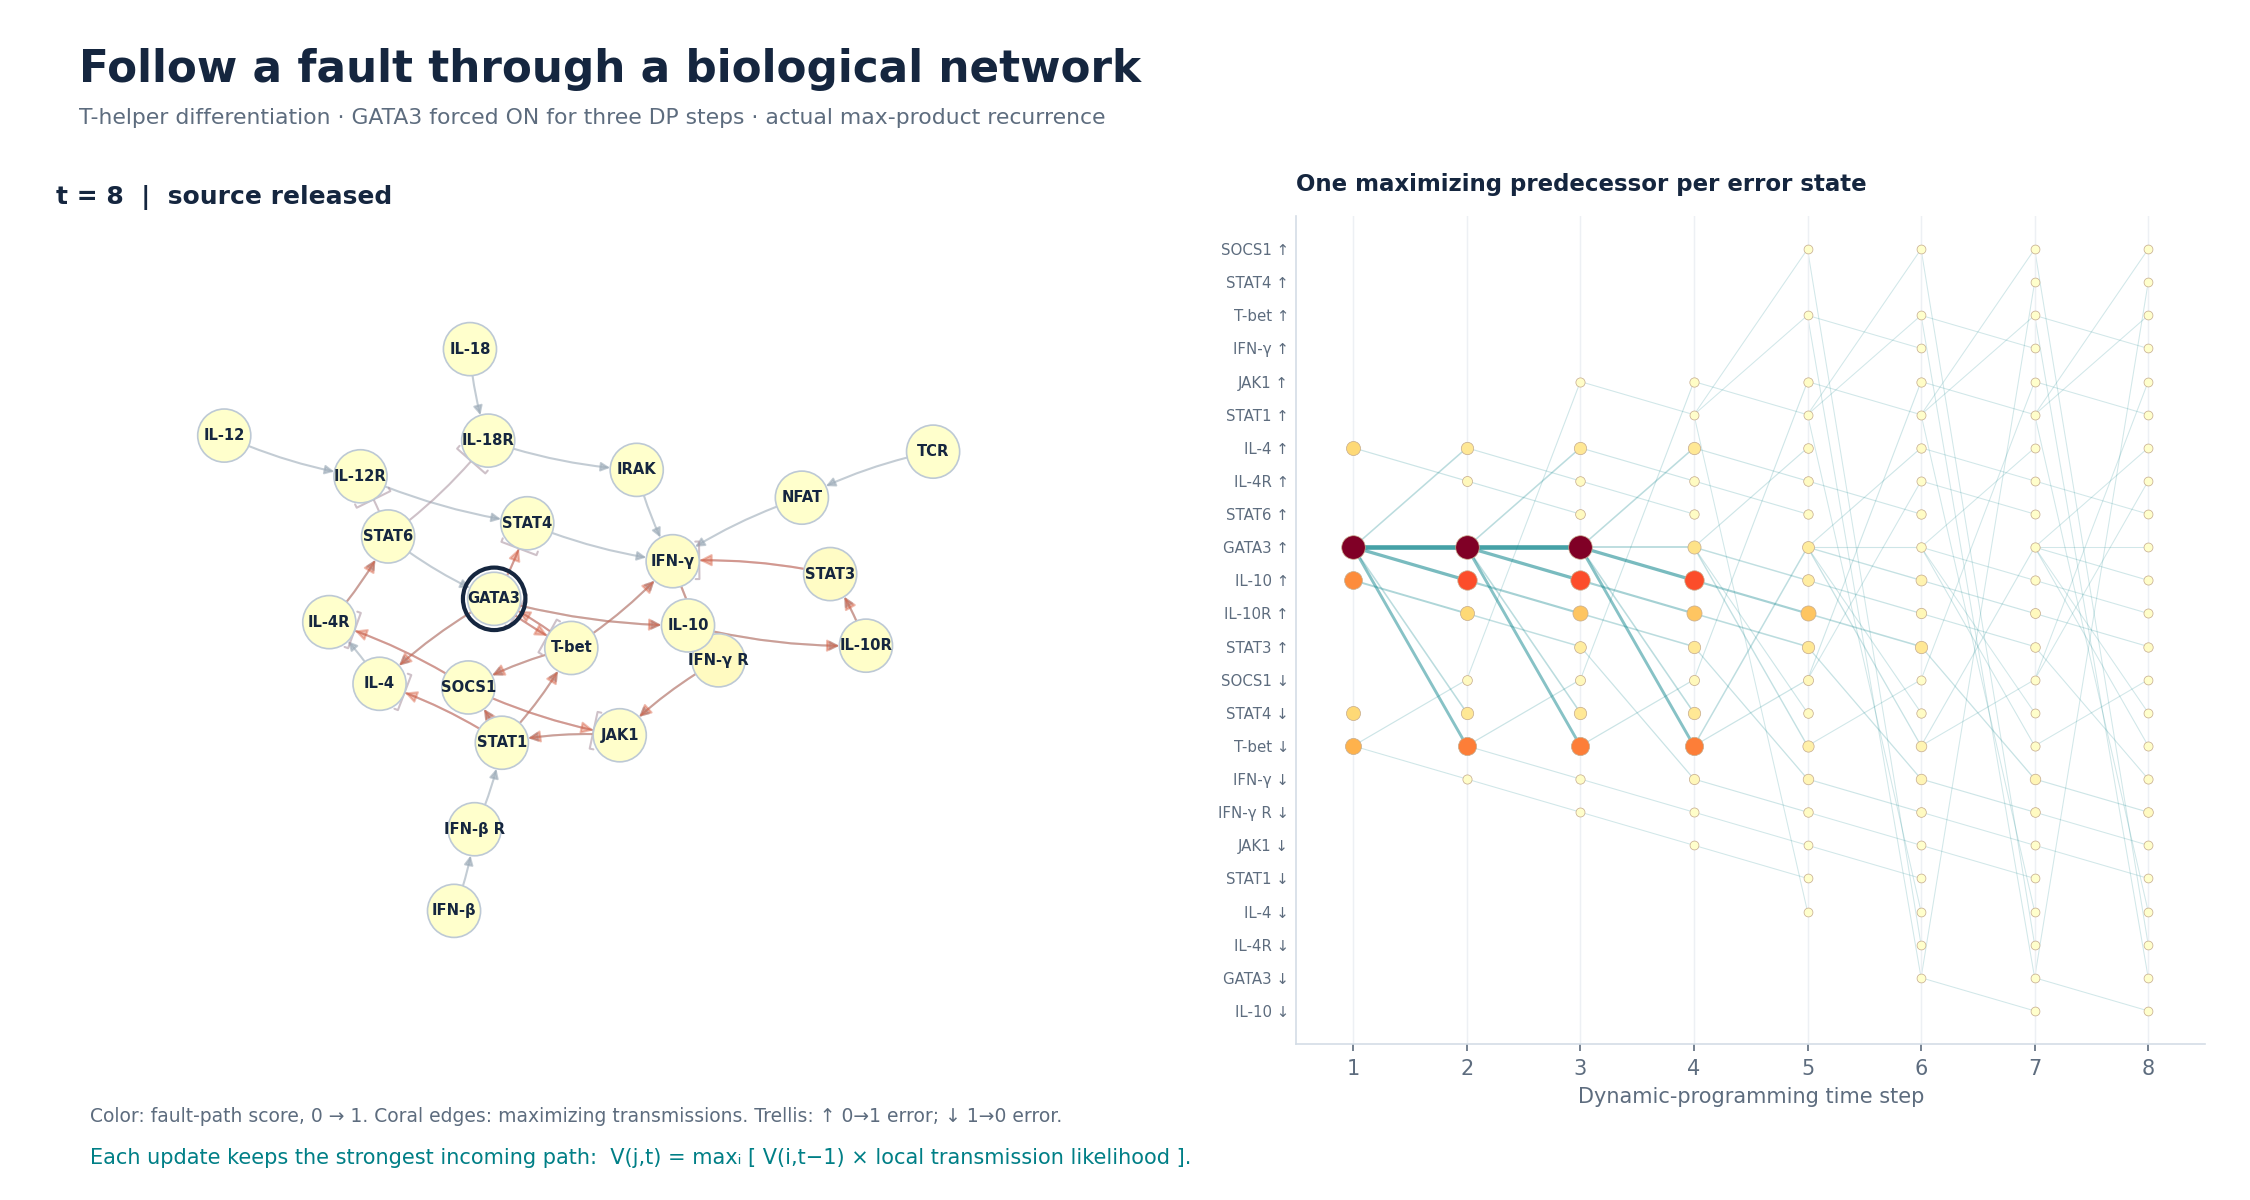 Follow a fault through a biological network
T-helper differentiation · GATA3 forced ON for three DP steps · actual max-product recurrence
t = 8 | source released
IL-18
IL-12
IL-18R
TCR
IL-12R
IRAK
NFAT
STAT4
STAT6
IFN-γ
STAT3
GATA3
IL-4R
IL-10
IL-10R
T-bet
IFN-γ R
IL-4
SOCS1
STAT1
JAK1
IFN-β R
IFN-β
One maximizing predecessor per error state
SOCS1 ↑
STAT4 ↑
T-bet ↑
IFN-γ ↑
JAK1 ↑
STAT1 ↑
IL-4 ↑
IL-4R ↑
STAT6 ↑
GATA3 ↑
IL-10 ↑
IL-10R ↑
STAT3 ↑
SOCS1 ↓
STAT4 ↓
T-bet ↓
IFN-γ ↓
IFN-γ R ↓
JAK1 ↓
STAT1 ↓
IL-4 ↓
IL-4R ↓
GATA3 ↓
IL-10 ↓
1 2 3 4 5 6 7 8
Dynamic-programming time step
Color: fault-path score, 0 → 1. Coral edges: maximizing transmissions. Trellis: ↑ 0→1 error; ↓ 1→0 error.
Each update keeps the strongest incoming path: V(j,t) = maxᵢ [ V(i,t−1) × local transmission likelihood ].